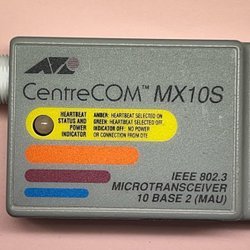 CentreCOM™ MX10S
HEARTBEAT STATUS AND POWER INDICATOR
AMBER: HEARTBEAT SELECTED ON
GREEN: HEARTBEAT SELECTED OFF.
INDICATOR OFF: NO POWER
OR CONNECTION FROM DTE
IEEE 802.3
MICROTRANSCEIVER
10 BASE 2 (MAU)